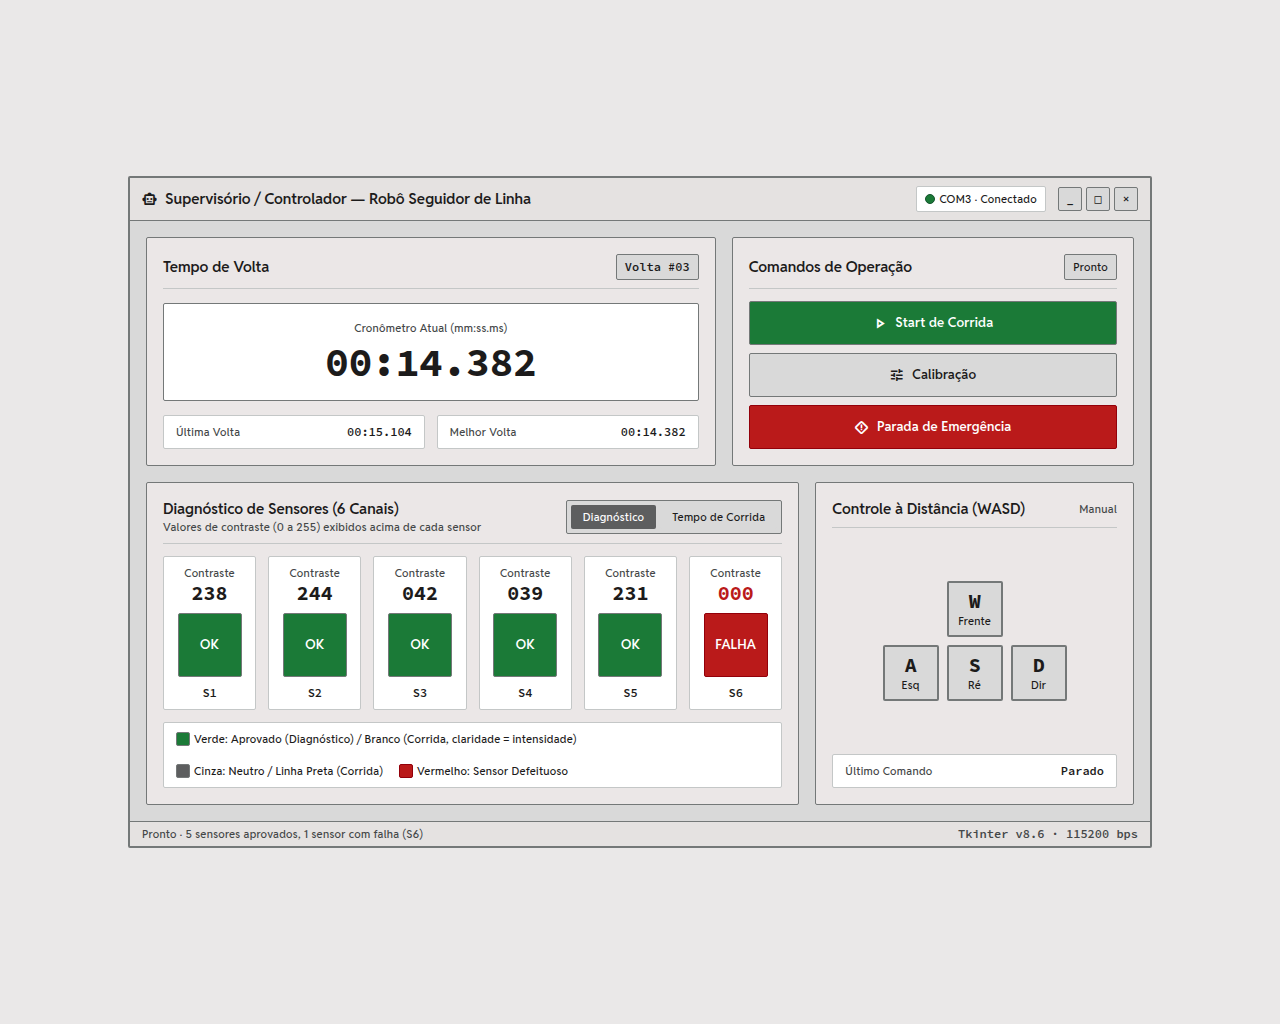 Supervisório / Controlador — Robô Seguidor de Linha
COM3 · Conectado
_ □ ×
Tempo de Volta
Volta #03
Cronômetro Atual (mm:ss.ms)
00:14.382
Última Volta 00:15.104
Melhor Volta 00:14.382
Comandos de Operação
Pronto
Start de Corrida
Calibração
Parada de Emergência
Diagnóstico de Sensores (6 Canais)
Valores de contraste (0 a 255) exibidos acima de cada sensor
Diagnóstico Tempo de Corrida
Contraste Contraste Contraste Contraste Contraste Contraste
238 244 042 039 231 000
OK OK OK OK OK FALHA
S1 S2 S3 S4 S5 S6
Verde: Aprovado (Diagnóstico) / Branco (Corrida, claridade = intensidade)
Cinza: Neutro / Linha Preta (Corrida) Vermelho: Sensor Defeituoso
Controle à Distância (WASD)
Manual
W
Frente
A S D
Esq Ré Dir
Último Comando Parado
Pronto · 5 sensores aprovados, 1 sensor com falha (S6)
Tkinter v8.6 · 115200 bps